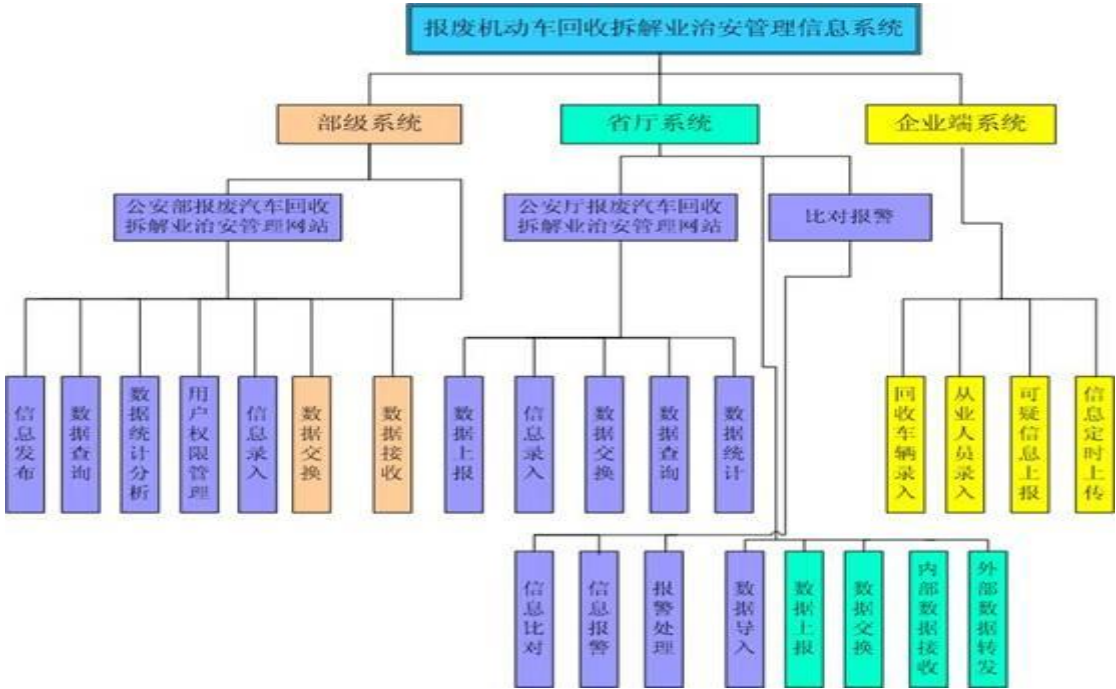 报废机动车回收拆解业治安管理信息系统
部级系统
省厅系统
企业端系统
公安部报废汽车回收
拆解业治安管理网站
公安厅报废汽车回收
拆解业治安管理网站
比对报警
信息发布
数据查询
数据统计分析
用户权限管理
信息录入
数据交换
数据接收
数据上报
信息录入
数据交换
数据查询
数据统计
回收车辆录入
从业人员录入
可疑信息上报
信息定时上传
信息比对
信息报警
报警处理
数据导入
数据上报
数据交换
内部数据接收
外部数据转发